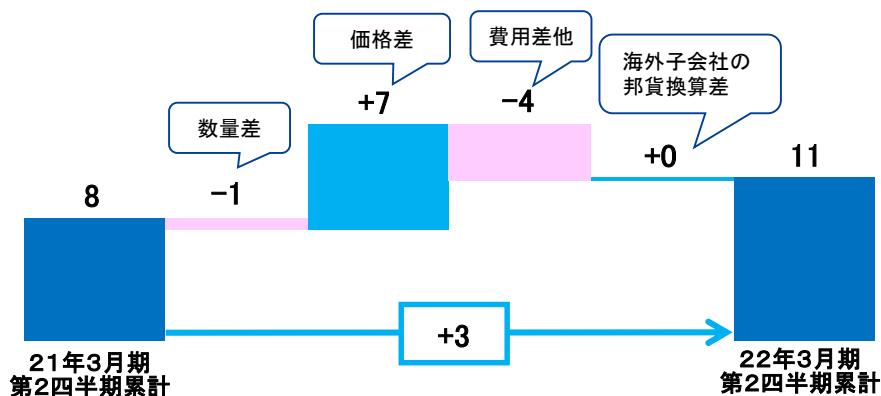 価格差
費用差他
海外子会社の
邦貨換算差
数量差
+7
−4
+0
11
8
−1
+3
21年3月期
第2四半期累計
22年3月期
第2四半期累計